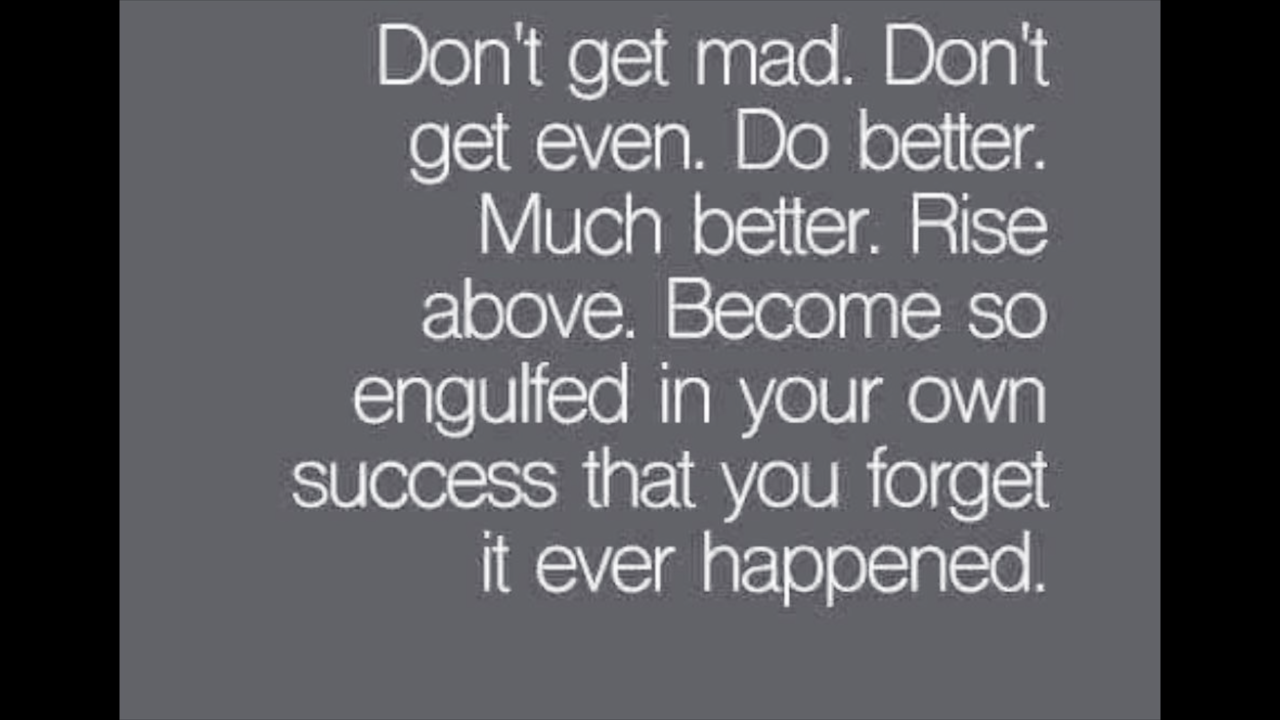 Don't get mad. Don't
get even. Do better.
Much better. Rise
above. Become so
engulfed in your own
success that you forget
it ever happened.